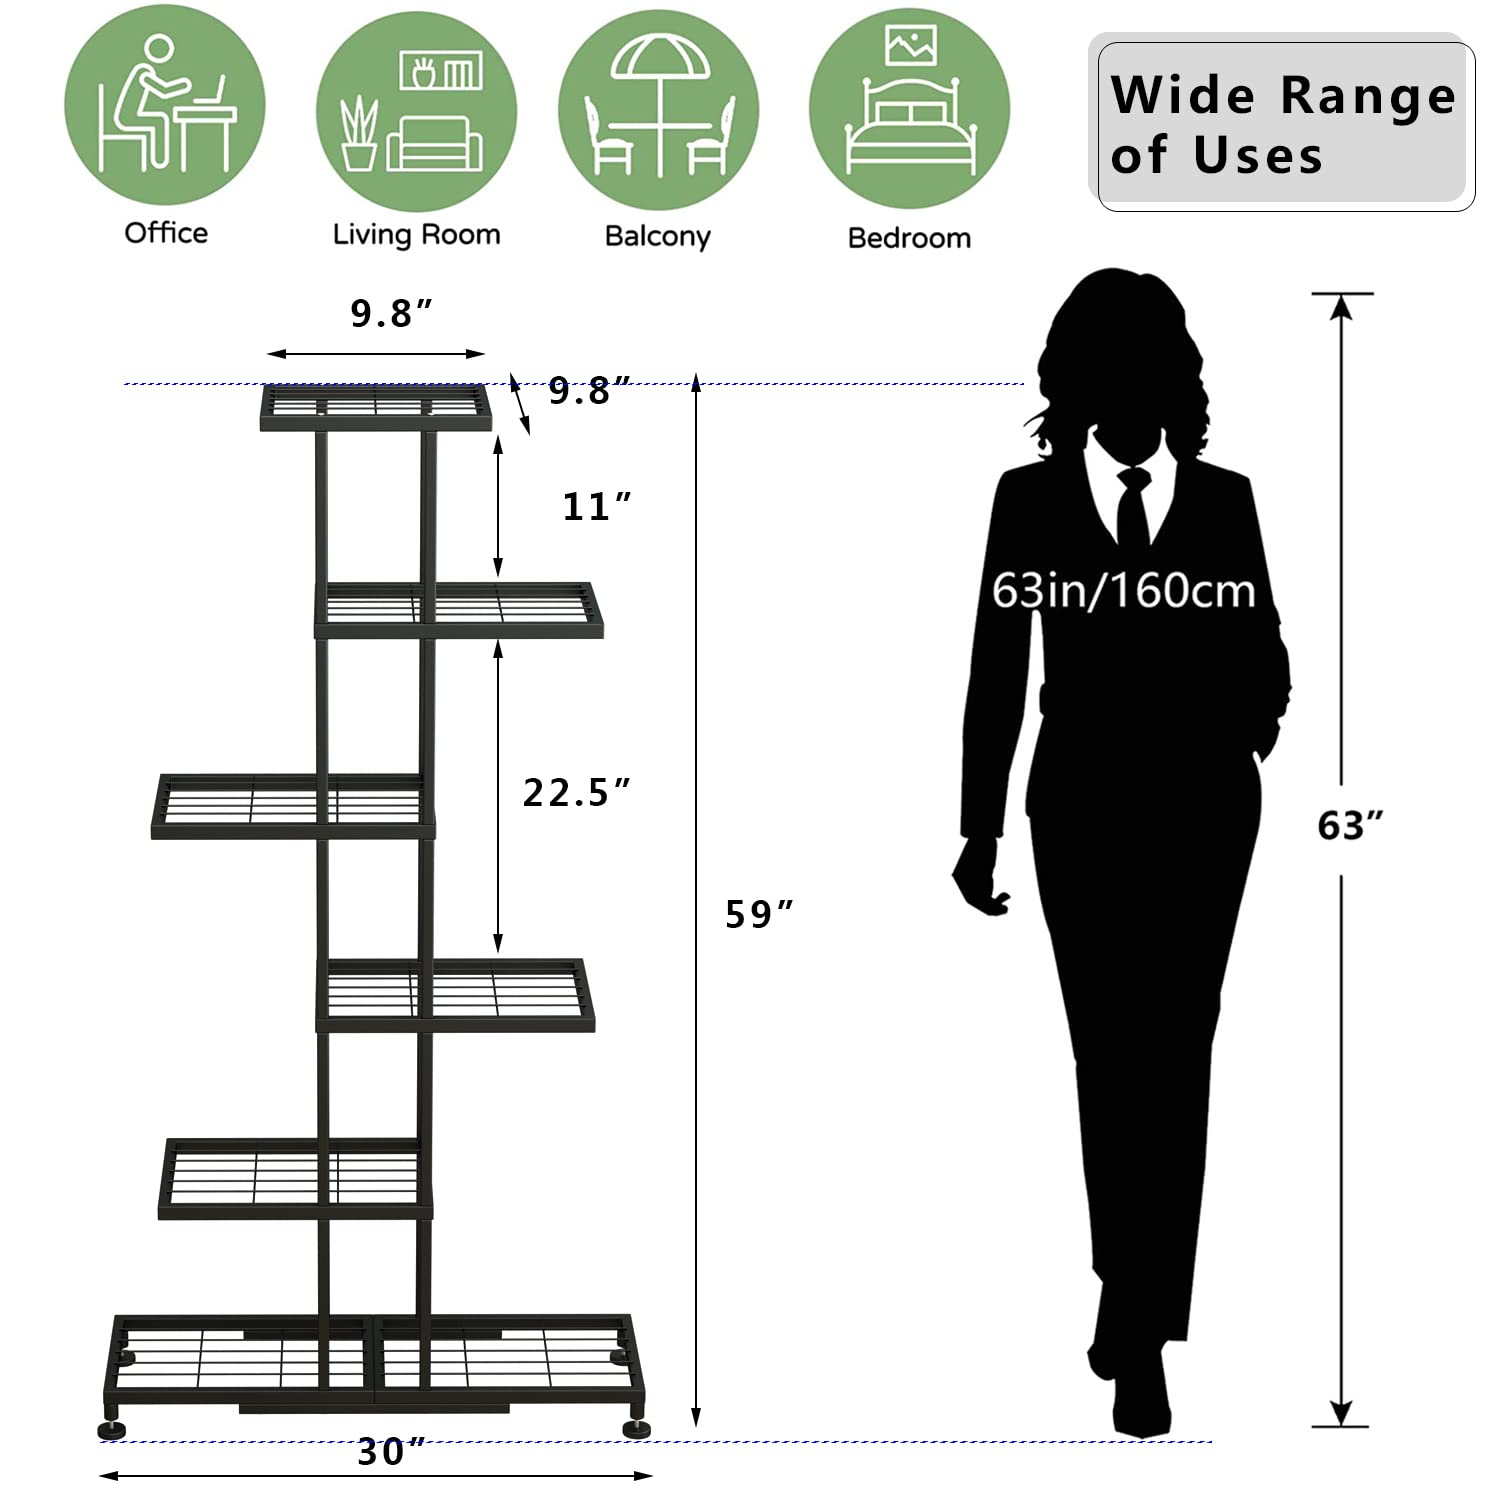 Office
Living Room
Balcony
Bedroom
Wide Range
of Uses
9.8”
9.8”
11”
63in/160cm
22.5”
63”
59”
30”